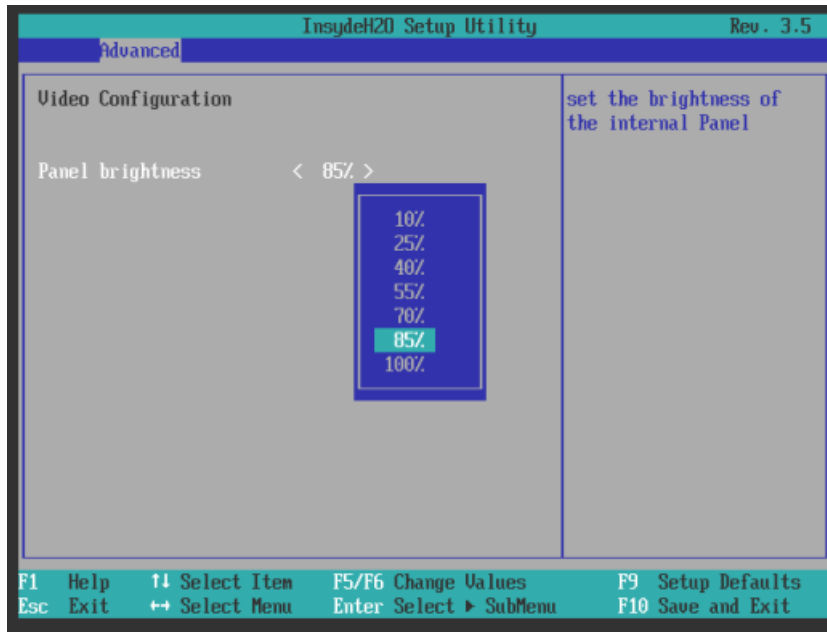 InsydeH20 Setup Utility Rev. 3.5
Advanced
Video Configuration
set the brightness of
the internal Panel
Panel brightness < 85% >
10%
25%
40%
55%
70%
85%
100%
F1 Help ↑↓ Select Item F5/F6 Change Values F9 Setup Defaults
Esc Exit ↔ Select Menu Enter Select ▶ SubMenu F10 Save and Exit